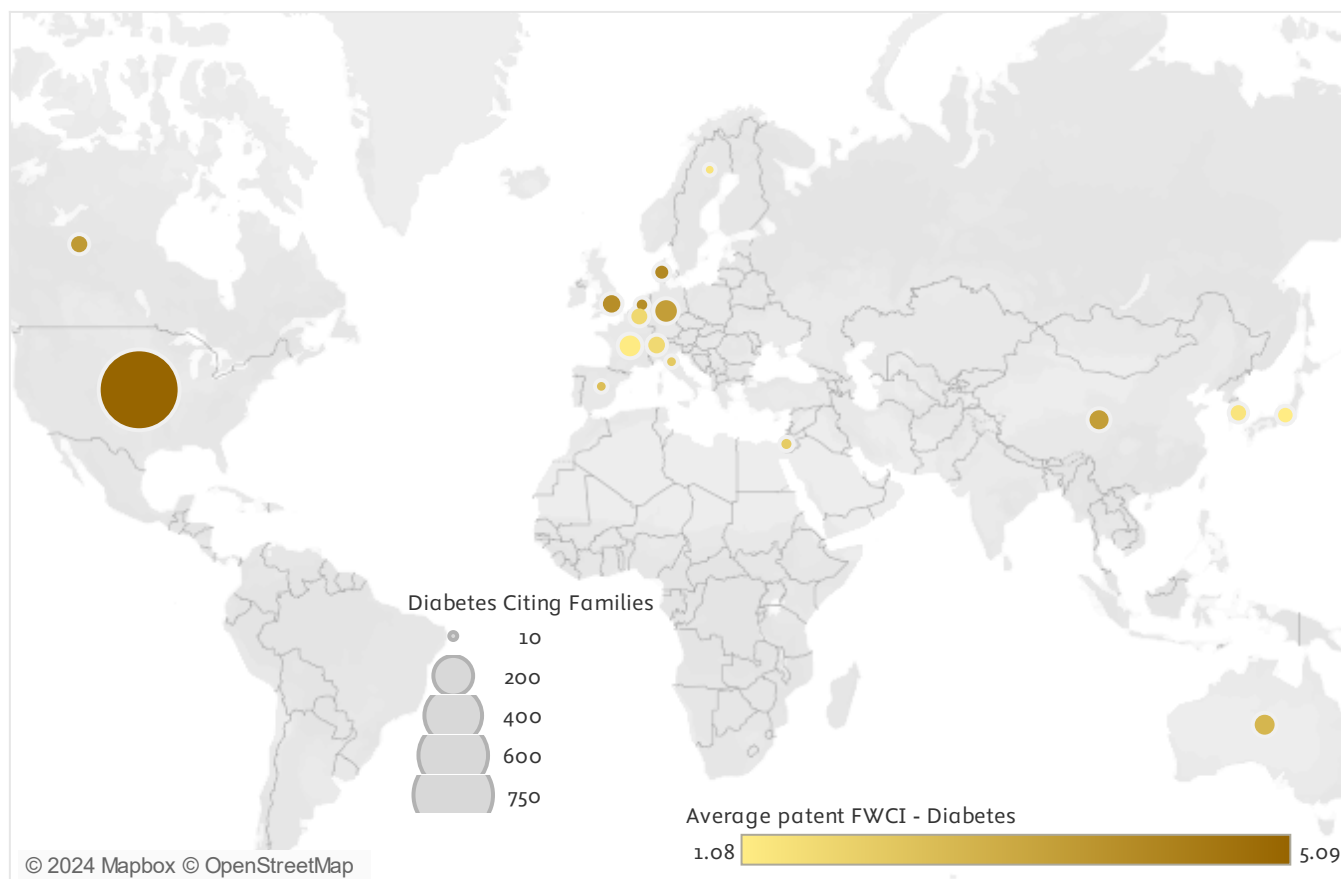 Diabetes Citing Families
10
200
400
600
750
Average patent FWCI - Diabetes
1.08
5.09
© 2024 Mapbox © OpenStreetMap